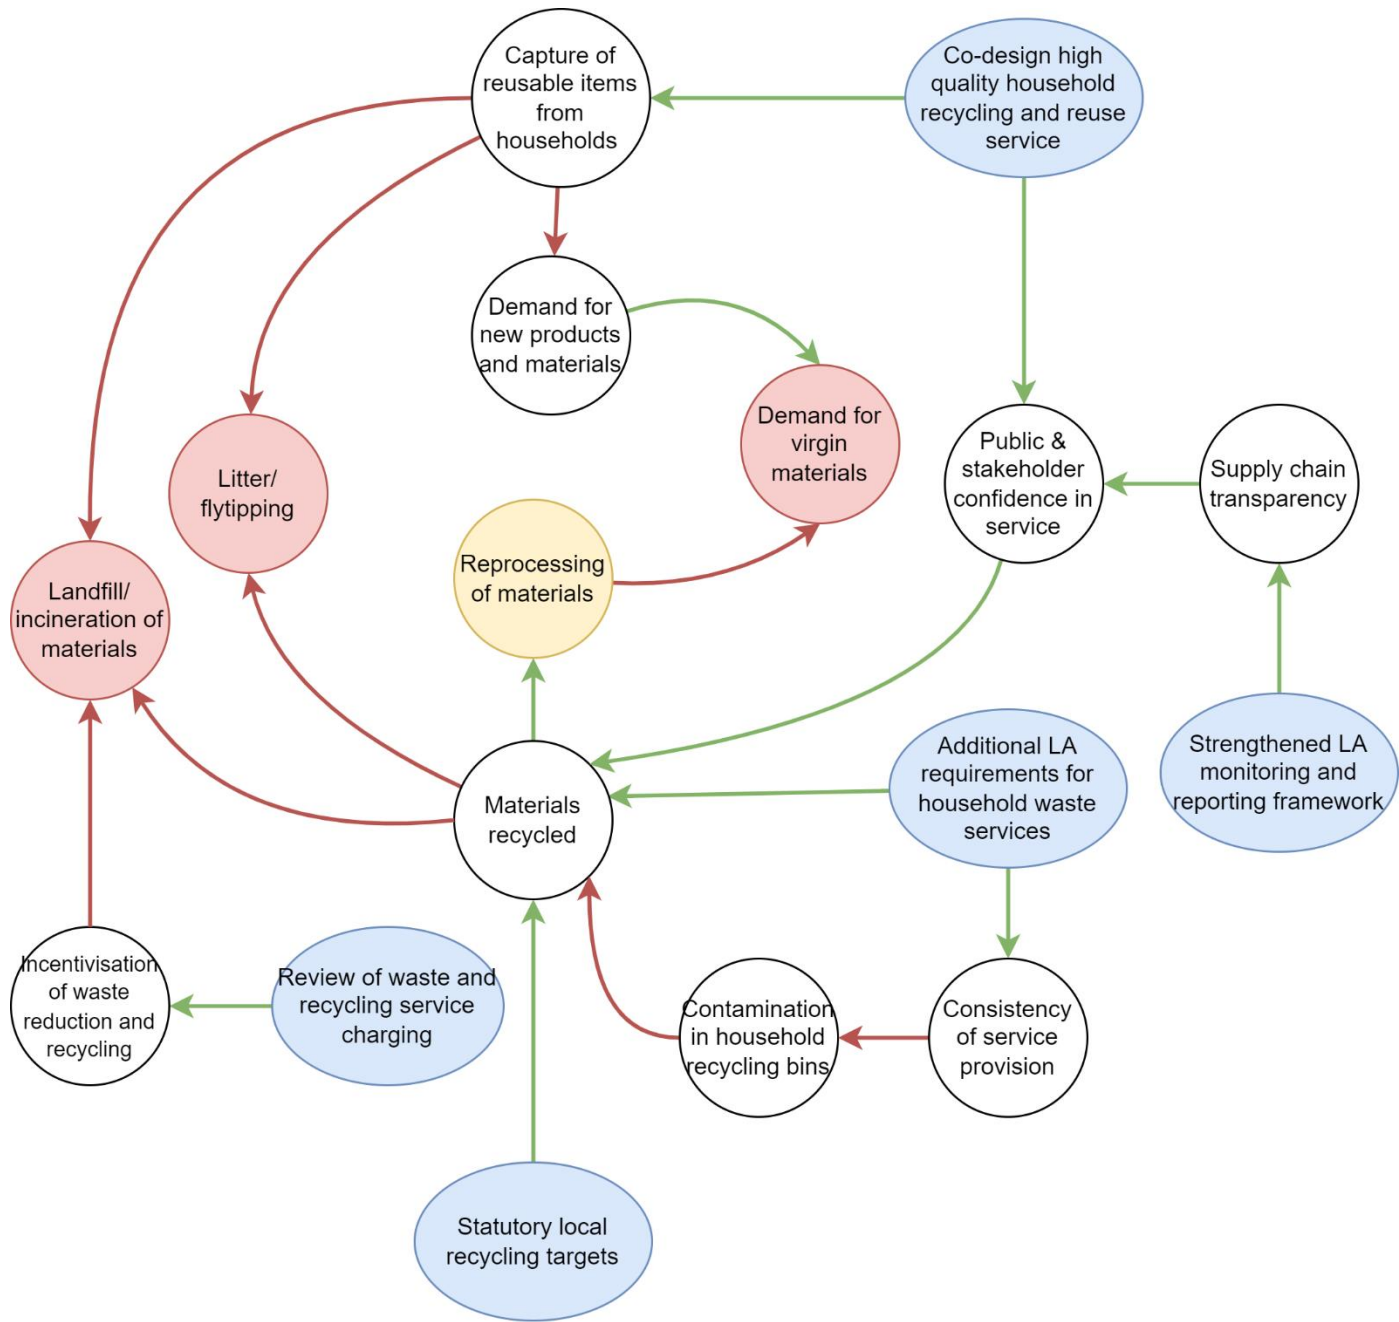 Capture of
reusable items
from
households
Co-design high
quality household
recycling and reuse
service
Demand for
new products
and materials
Demand for
virgin
materials
Litter/
flytipping
Public &
stakeholder
confidence in
service
Supply chain
transparency
Reprocessing
of materials
Landfill/
incineration of
materials
Additional LA
requirements for
household waste
services
Strengthened LA
monitoring and
reporting framework
Materials
recycled
Incentivisation
of waste
reduction and
recycling
Review of waste and
recycling service
charging
Contamination
in household
recycling bins
Consistency
of service
provision
Statutory local
recycling targets